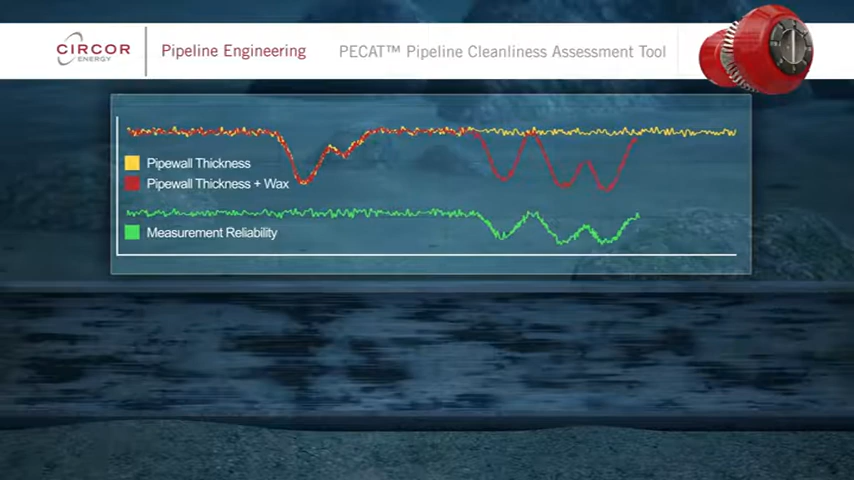 CIRCOR
ENERGY
Pipeline Engineering
PECAT™ Pipeline Cleanliness Assessment Tool
Pipewall Thickness
Pipewall Thickness + Wax
Measurement Reliability